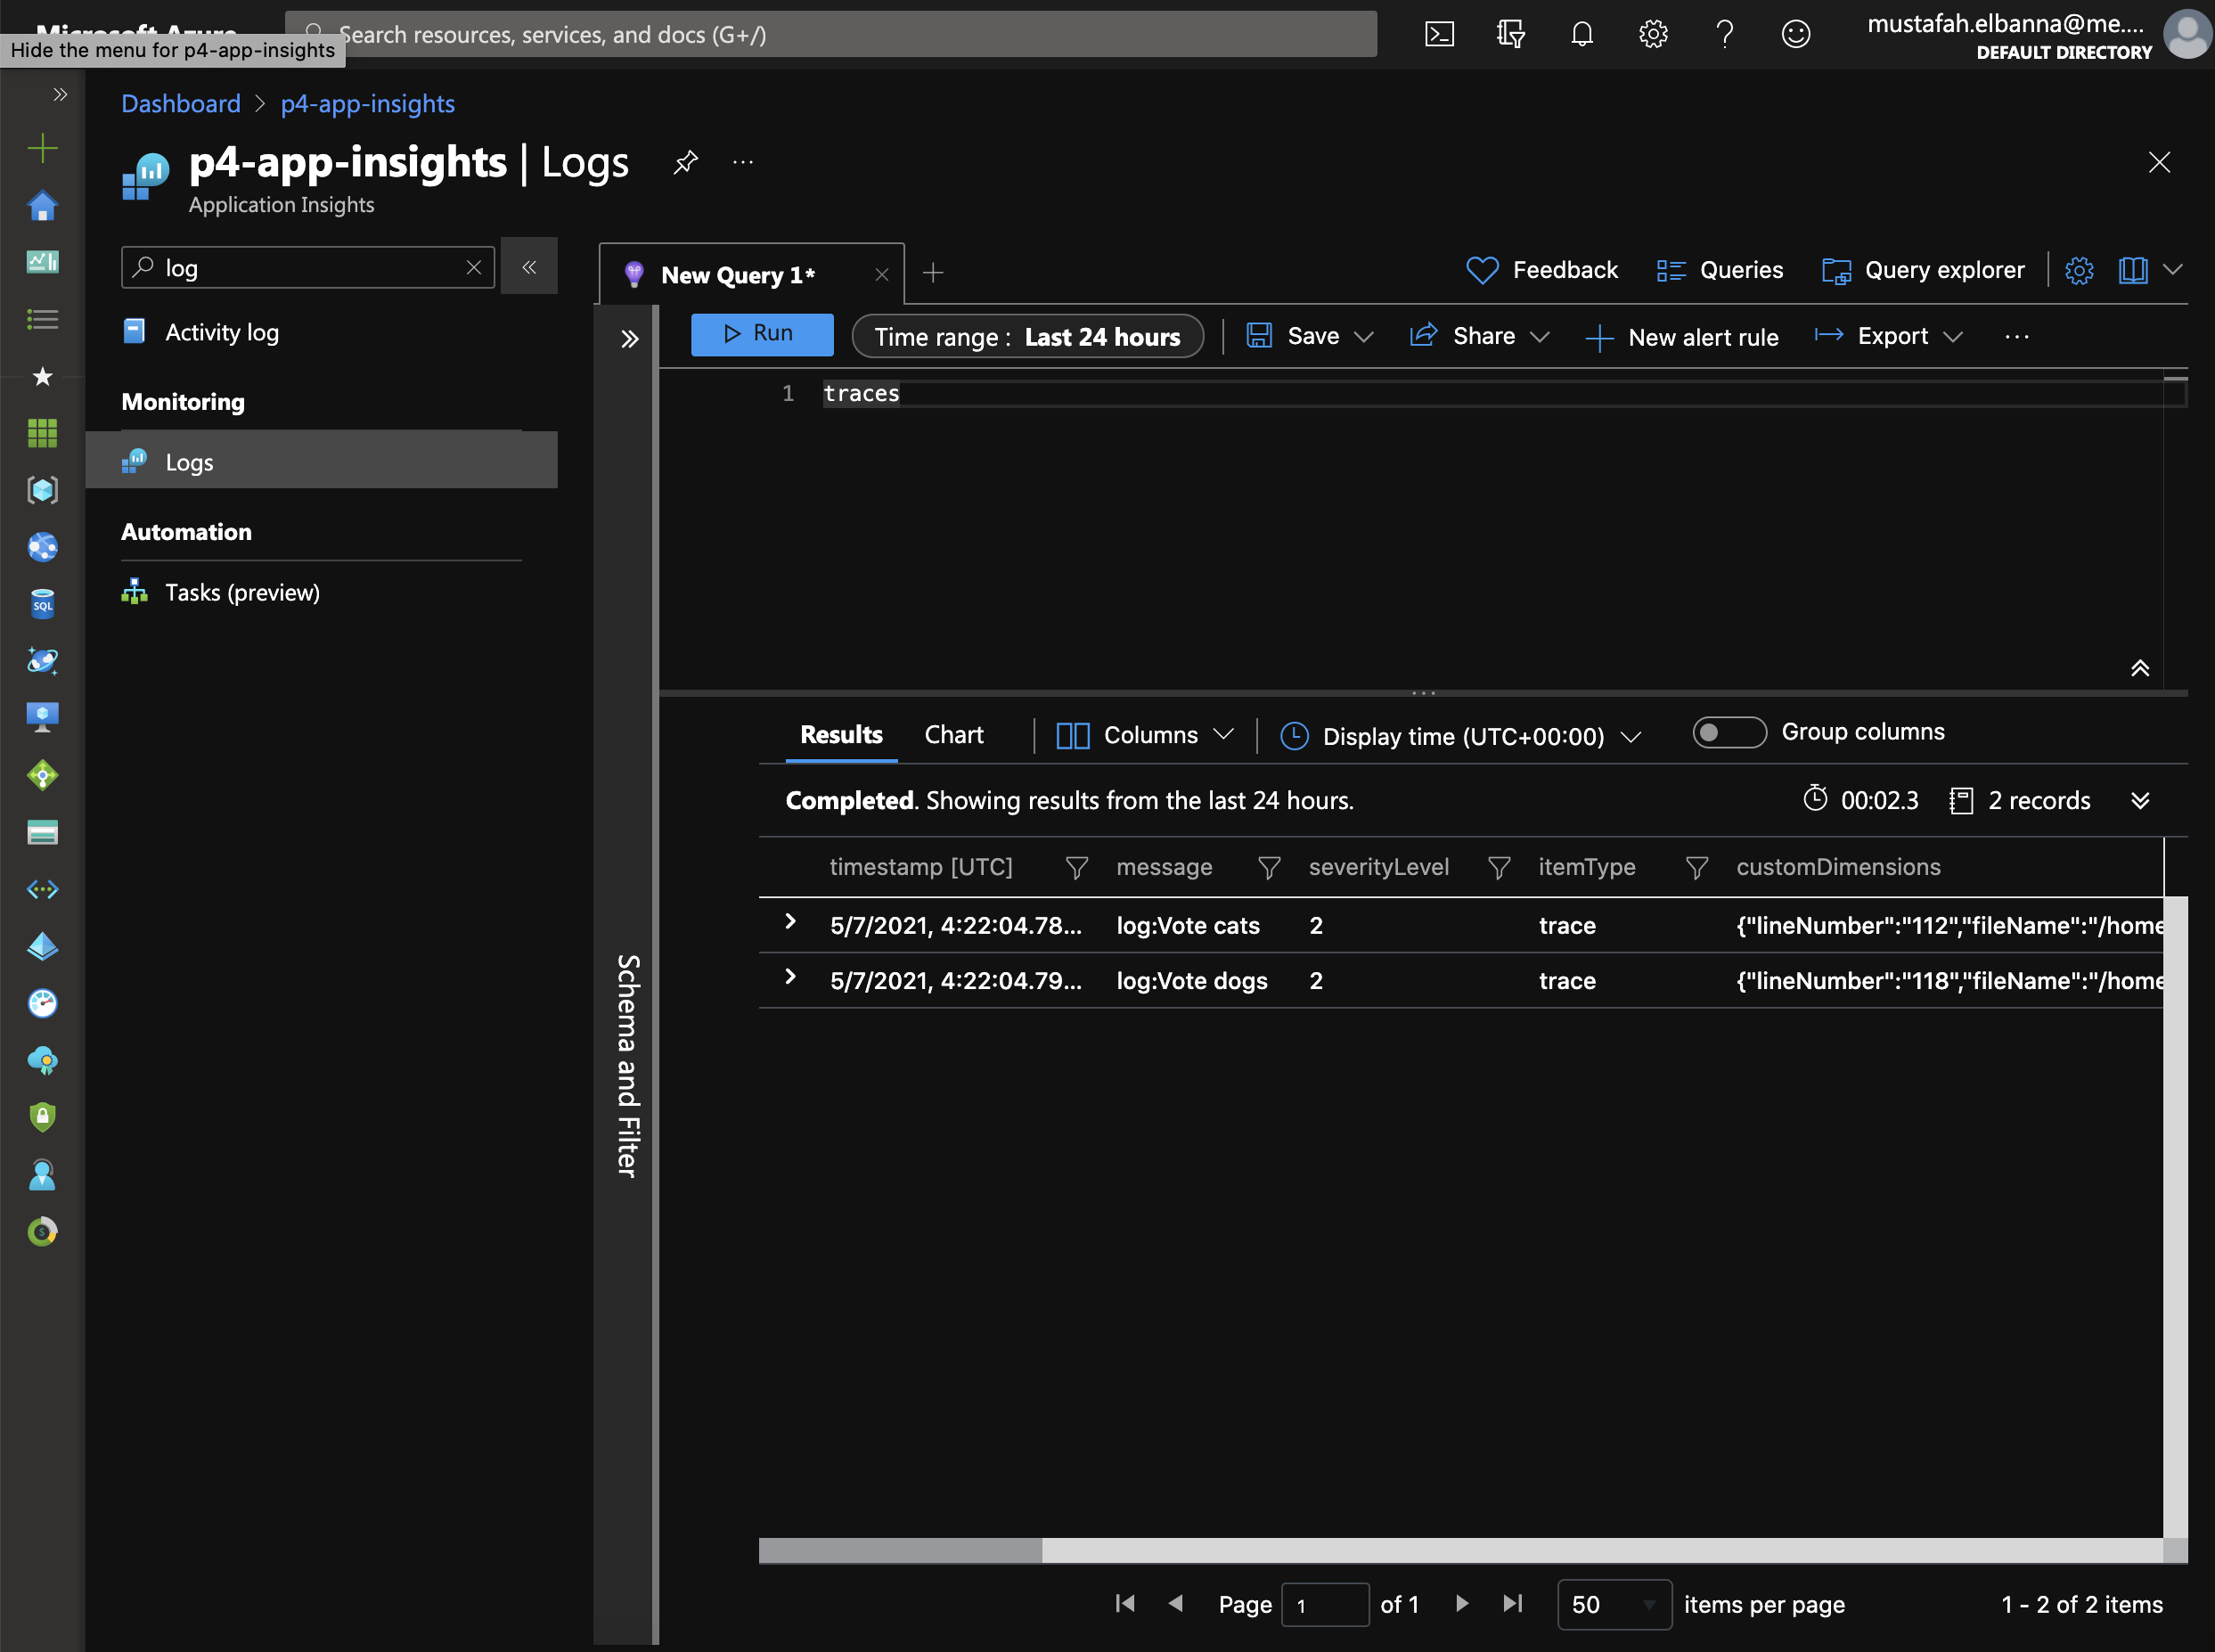 Search resources, services, and docs (G+/)
mustafah.elbanna@me....
DEFAULT DIRECTORY
Hide the menu for p4-app-insights
Dashboard > p4-app-insights
p4-app-insights | Logs
Application Insights
log
Activity log
Monitoring
Logs
Automation
Tasks (preview)
New Query 1*
Feedback
Queries
Query explorer
Run
Time range : Last 24 hours
Save
Share
New alert rule
Export
1 traces
Schema and Filter
Results
Chart
Columns
Display time (UTC+00:00)
Group columns
Completed. Showing results from the last 24 hours.
00:02.3
2 records
timestamp [UTC] message severityLevel itemType customDimensions
5/7/2021, 4:22:04.78... log:Vote cats 2 trace {"lineNumber":"112","fileName":"/home
5/7/2021, 4:22:04.79... log:Vote dogs 2 trace {"lineNumber":"118","fileName":"/home
Page 1 of 1
50 items per page
1 - 2 of 2 items